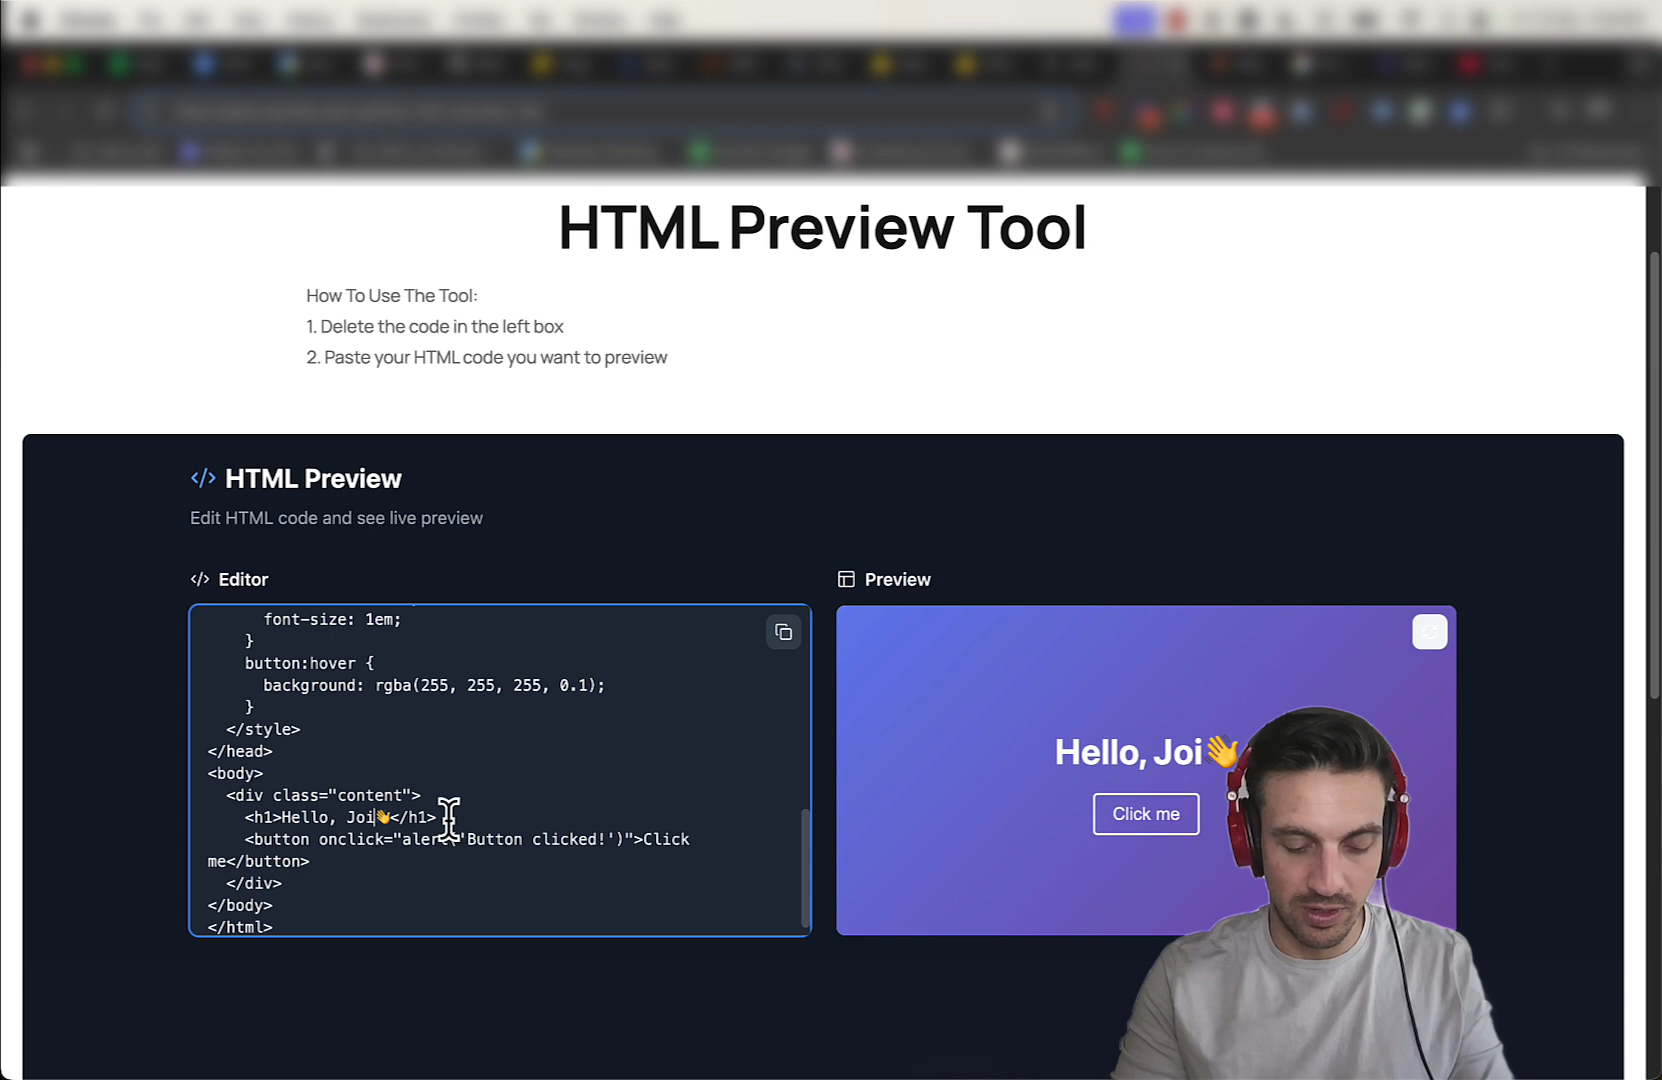 HTML Preview Tool
How To Use The Tool:
1. Delete the code in the left box
2. Paste your HTML code you want to preview
</> HTML Preview
Edit HTML code and see live preview
</> Editor
font-size: 1em;
}
button:hover {
background: rgba(255, 255, 255, 0.1);
}
</style>
</head>
<body>
<div class="content">
<h1>Hello, Joi👋</h1>
<button onclick="alert('Button clicked!')">Click
me</button>
</div>
</body>
</html>
Preview
Hello, Joi👋
Click me